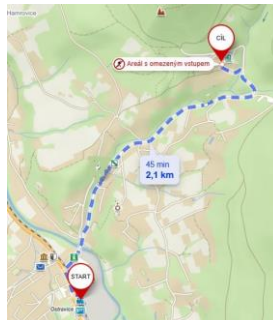 Hamrovice
CÍL
Areál s omezeným vstupem
45 min
2,1 km
START
Ostravice